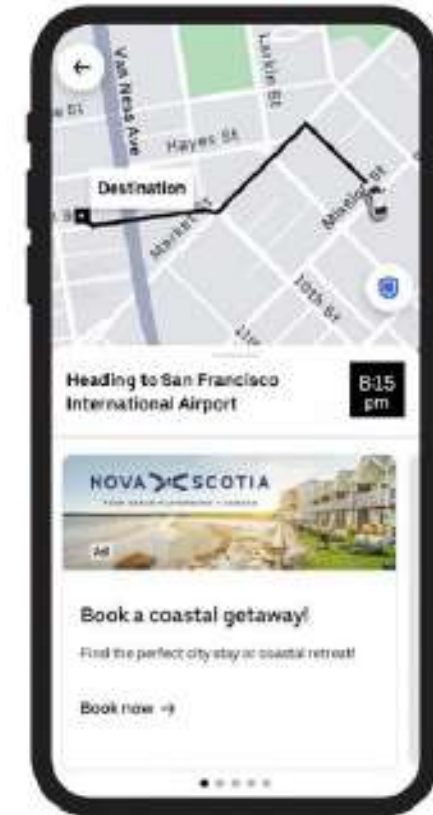 ←
Van Ness Ave
Larkin St
Hayes St
Destination
Market St
Mission St
10th St
11th
Heading to San Francisco
International Airport
8:15
pm
NOVA SCOTIA
Ad
Book a coastal getaway!
Find the perfect city stay or coastal retreat!
Book now →